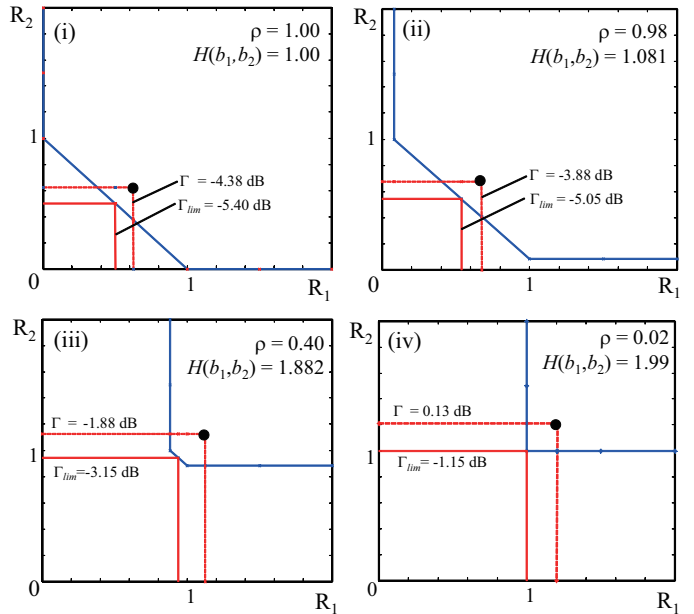 R2
(i)
ρ = 1.00
H(b1,b2) = 1.00
1
Γ = -4.38 dB
Γlim = -5.40 dB
0
1
R1
R2
(ii)
ρ = 0.98
H(b1,b2) = 1.081
1
Γ = -3.88 dB
Γlim = -5.05 dB
0
1
R1
R2
(iii)
ρ = 0.40
H(b1,b2) = 1.882
Γ = -1.88 dB
1
Γlim=-3.15 dB
0
1
R1
R2
(iv)
ρ = 0.02
H(b1,b2) = 1.99
Γ = 0.13 dB
1
Γlim= -1.15 dB
0
1
R1